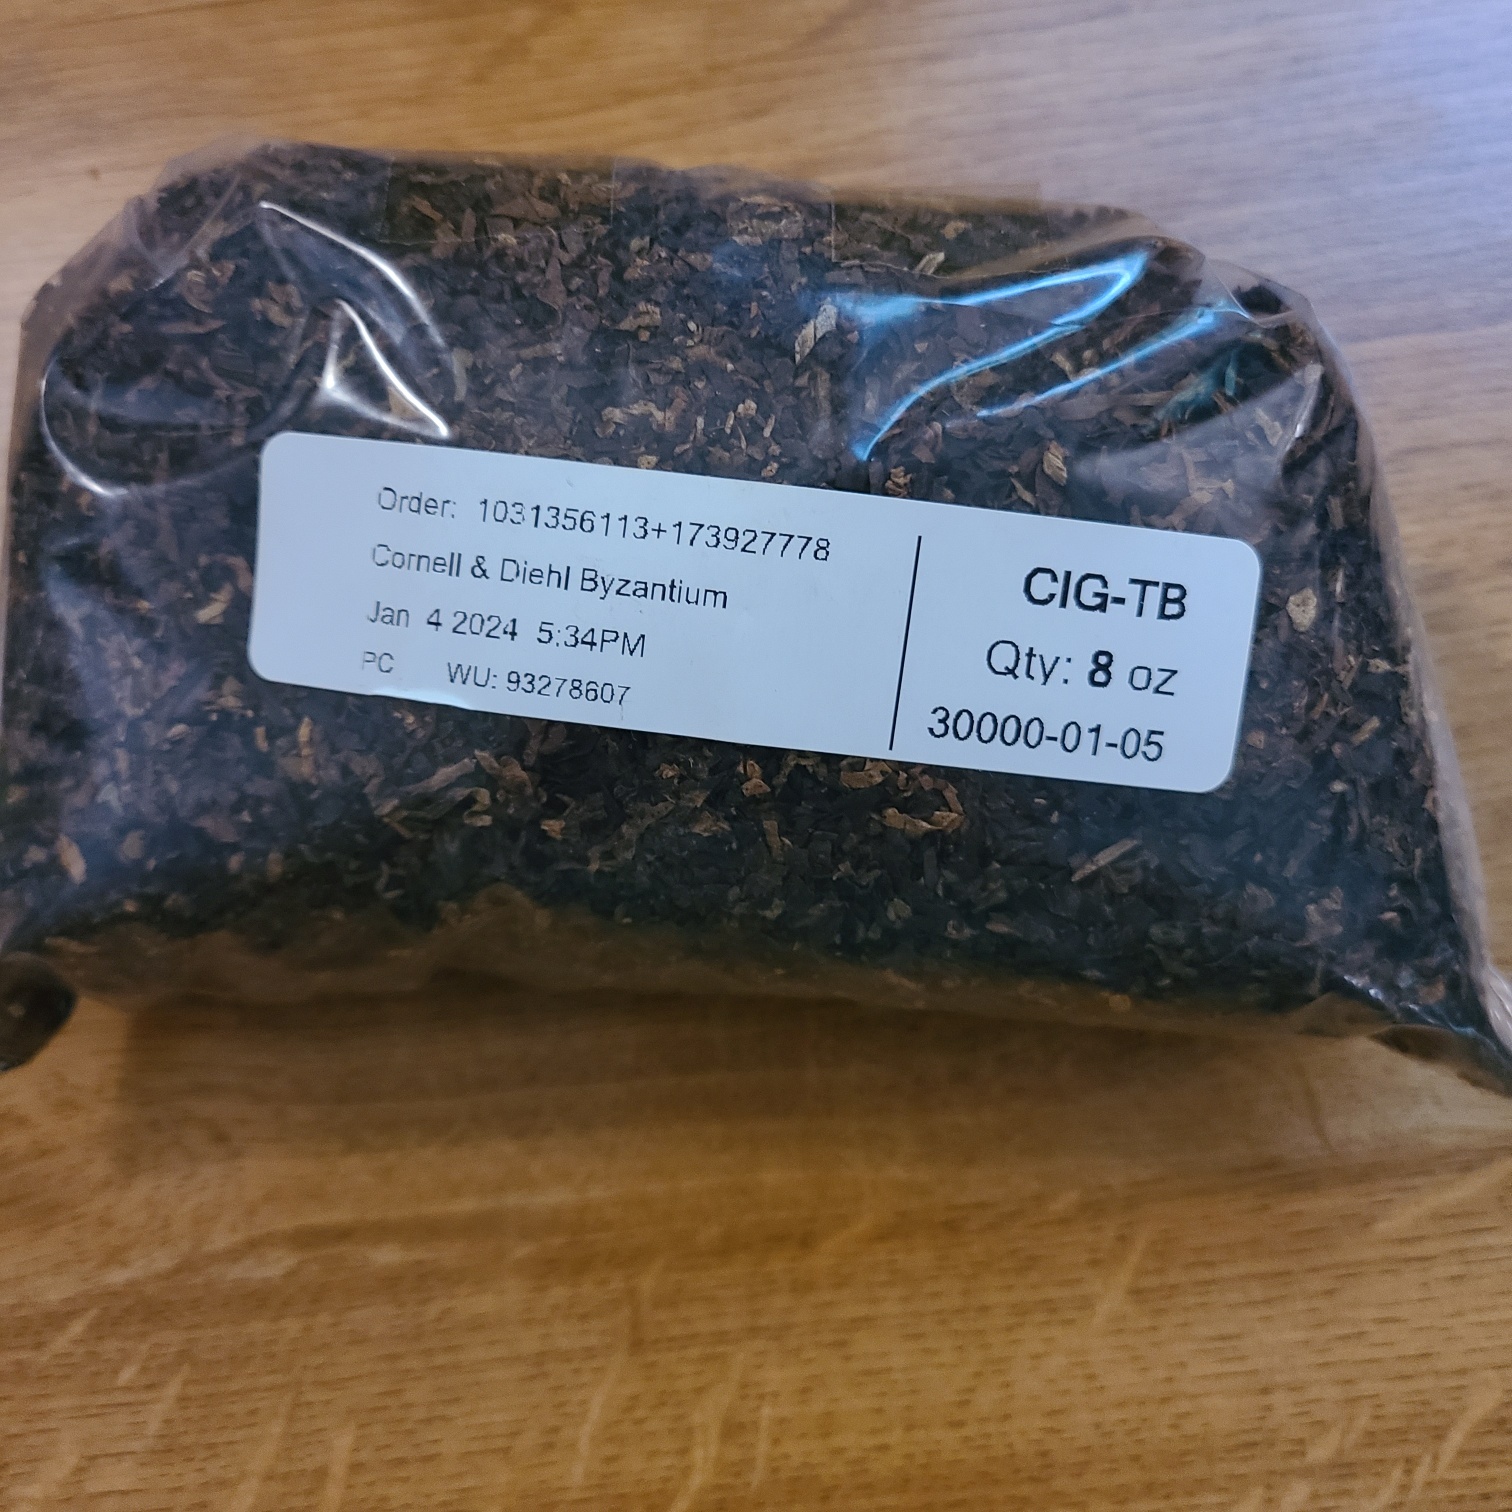 Order: 1031356113+173927778
Cornell & Diehl Byzantium
Jan 4 2024 5:34PM
PC WU: 93278607
CIG-TB
Qty: 8 oz
30000-01-05